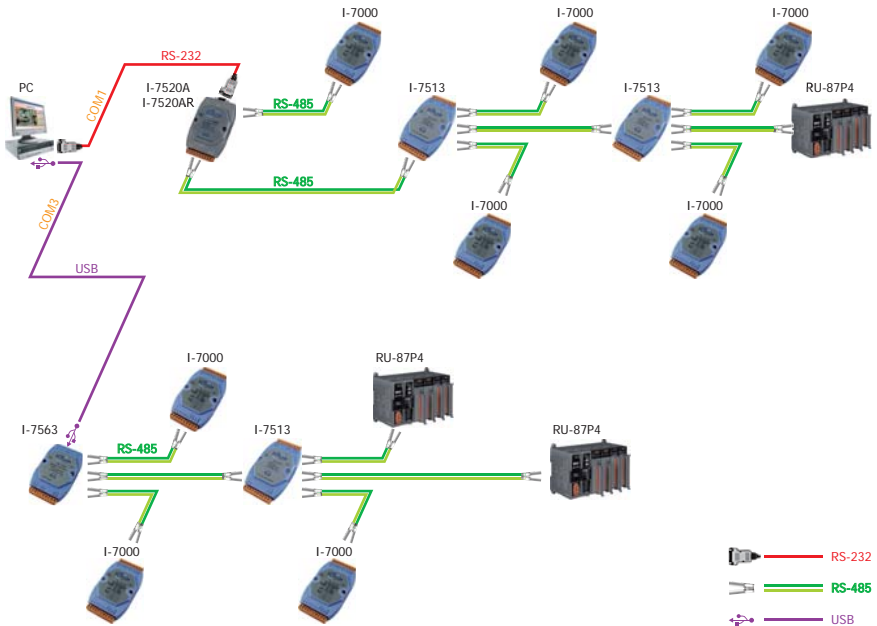 I-7000
I-7000
I-7000
RS-232
PC
I-7520A
I-7520AR
I-7513
I-7513
RU-87P4
COM1
RS-485
RS-485
I-7000
I-7000
COM3
USB
I-7000
RU-87P4
I-7563
I-7513
RU-87P4
RS-485
I-7000
I-7000
RS-232
RS-485
USB